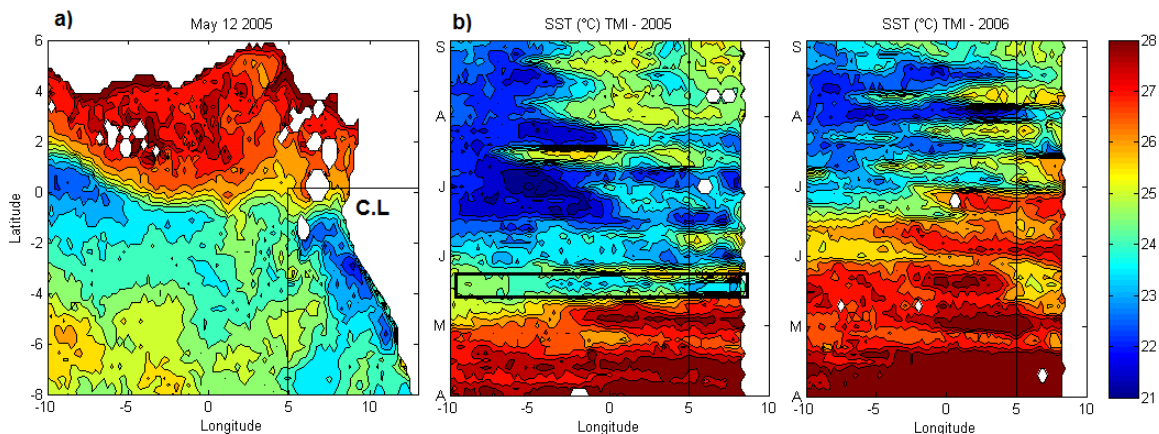 a)
May 12 2005
6
4
2
0
-2
-4
-6
-8
Latitude
-10
-5
0
5
10
Longitude
C.L
b)
SST (°C) TMI - 2005
S
A
J
J
M
A
-10
-5
0
5
10
Longitude
SST (°C) TMI - 2006
S
A
J
J
M
A
-10
-5
0
5
10
Longitude
28
27
26
25
24
23
22
21